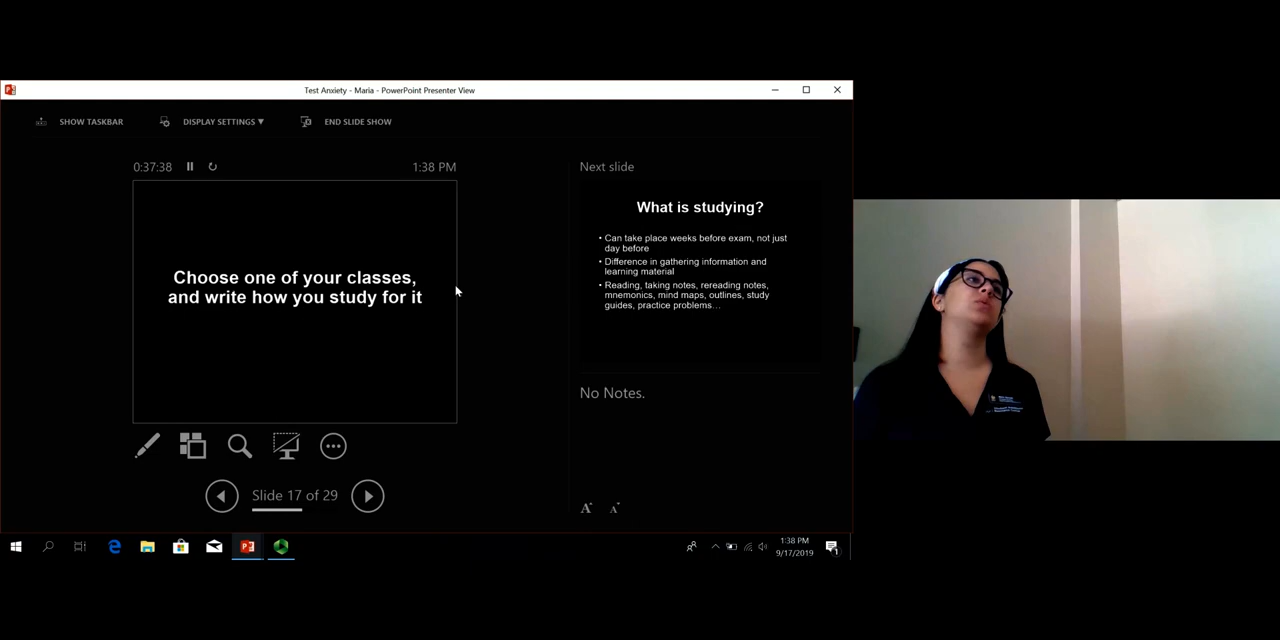 Test Anxiety - Maria - PowerPoint Presenter View
SHOW TASKBAR
DISPLAY SETTINGS ▼
END SLIDE SHOW
0:37:38
1:38 PM
Choose one of your classes,
and write how you study for it
Slide 17 of 29
Next slide
What is studying?
• Can take place weeks before exam, not just
day before
• Difference in gathering information and
learning material
• Reading, taking notes, rereading notes,
mnemonics, mind maps, outlines, study
guides, practice problems…
No Notes.
A A
1:38 PM
9/17/2019